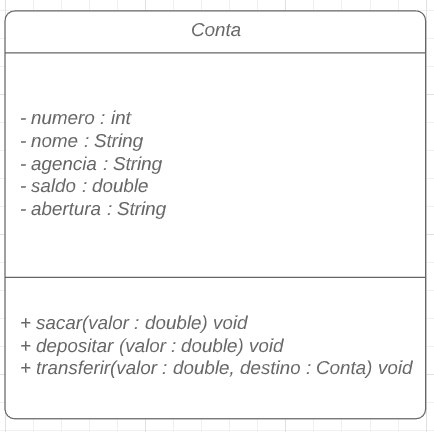 Conta
- numero : int
- nome : String
- agencia : String
- saldo : double
- abertura : String
+ sacar(valor : double) void
+ depositar (valor : double) void
+ transferir(valor : double, destino : Conta) void